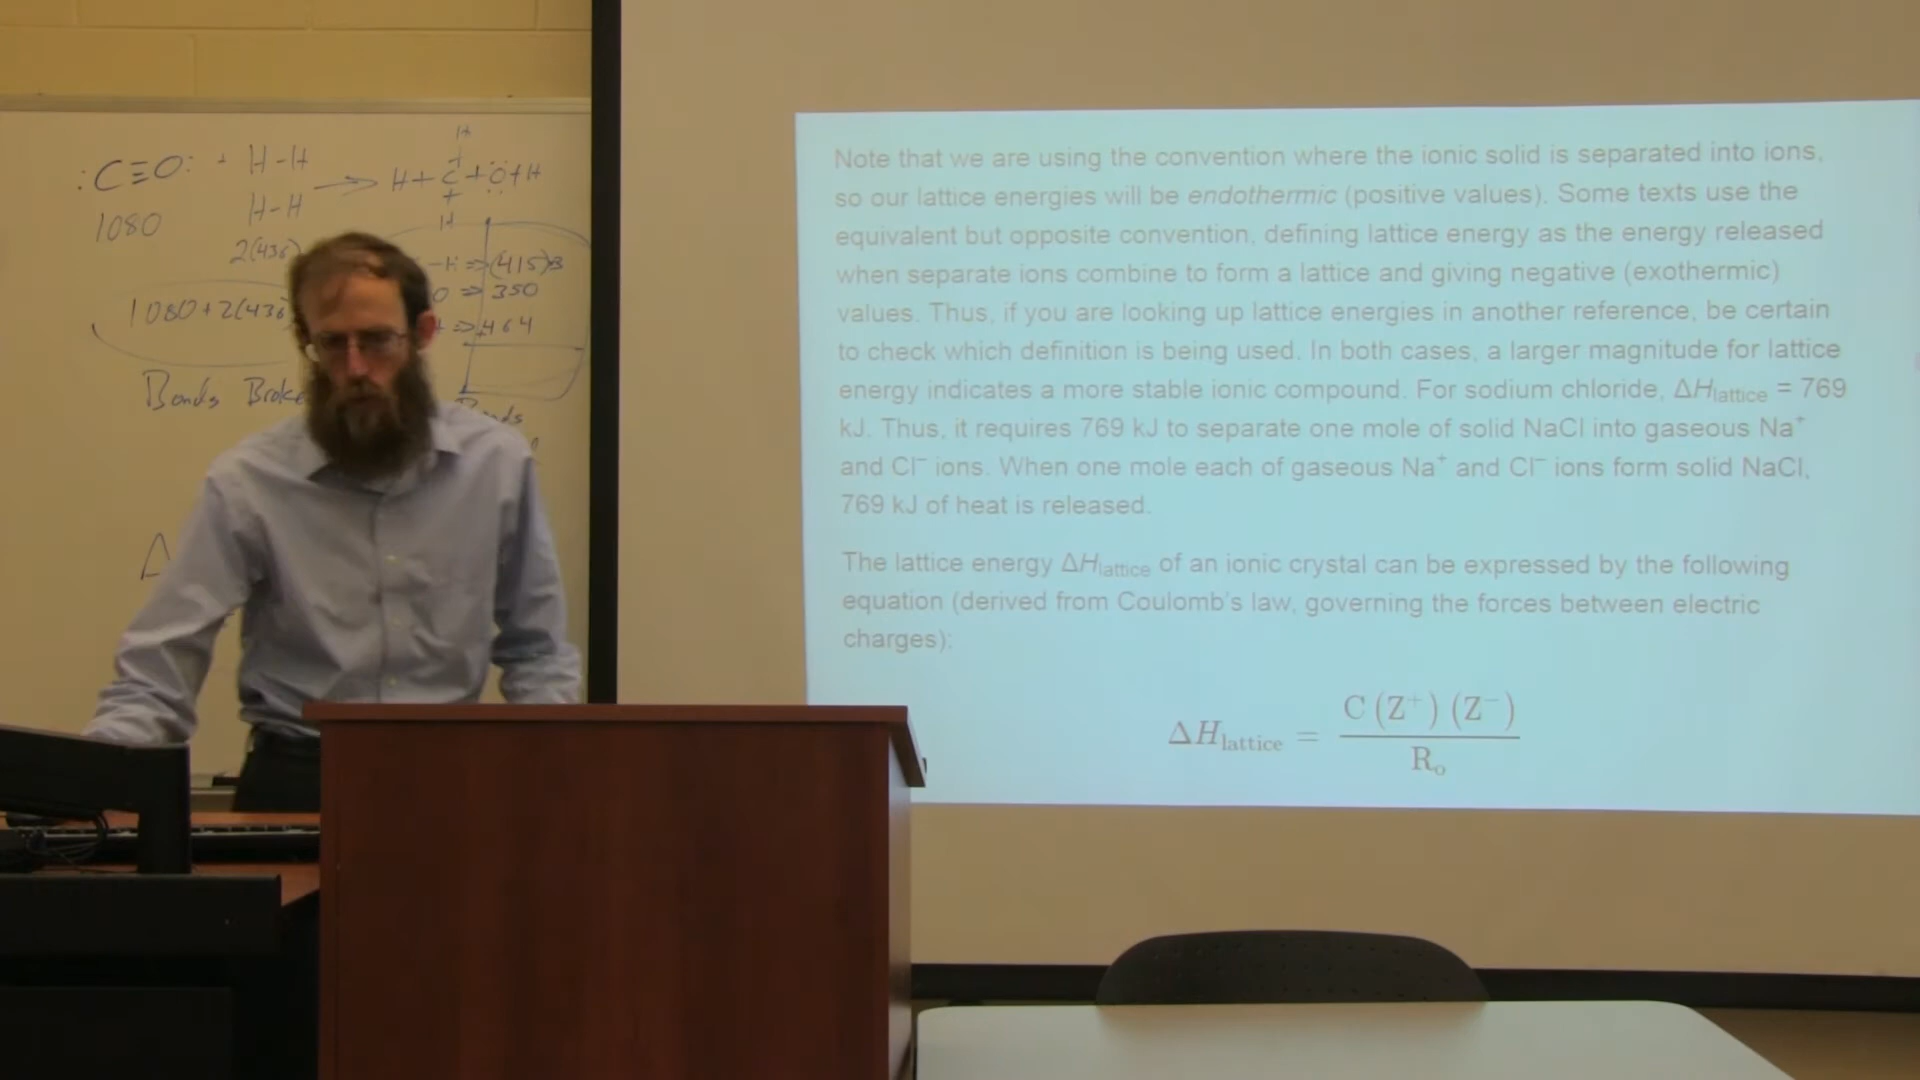 :C≡O: + H-H
H-H
1080
2(436)
H
H+C+Ö+H
H
1080+2(436
=>(415)3
=> 350
=> 464
Bonds Broke
Δ
Note that we are using the convention where the ionic solid is separated into ions,
so our lattice energies will be endothermic (positive values). Some texts use the
equivalent but opposite convention, defining lattice energy as the energy released
when separate ions combine to form a lattice and giving negative (exothermic)
values. Thus, if you are looking up lattice energies in another reference, be certain
to check which definition is being used. In both cases, a larger magnitude for lattice
energy indicates a more stable ionic compound. For sodium chloride, ΔHlattice = 769
kJ. Thus, it requires 769 kJ to separate one mole of solid NaCl into gaseous Na⁺
and Cl⁻ ions. When one mole each of gaseous Na⁺ and Cl⁻ ions form solid NaCl,
769 kJ of heat is released.
The lattice energy ΔHlattice of an ionic crystal can be expressed by the following
equation (derived from Coulomb's law, governing the forces between electric
charges):
ΔHlattice = C (Z⁺) (Z⁻) / Rₒ